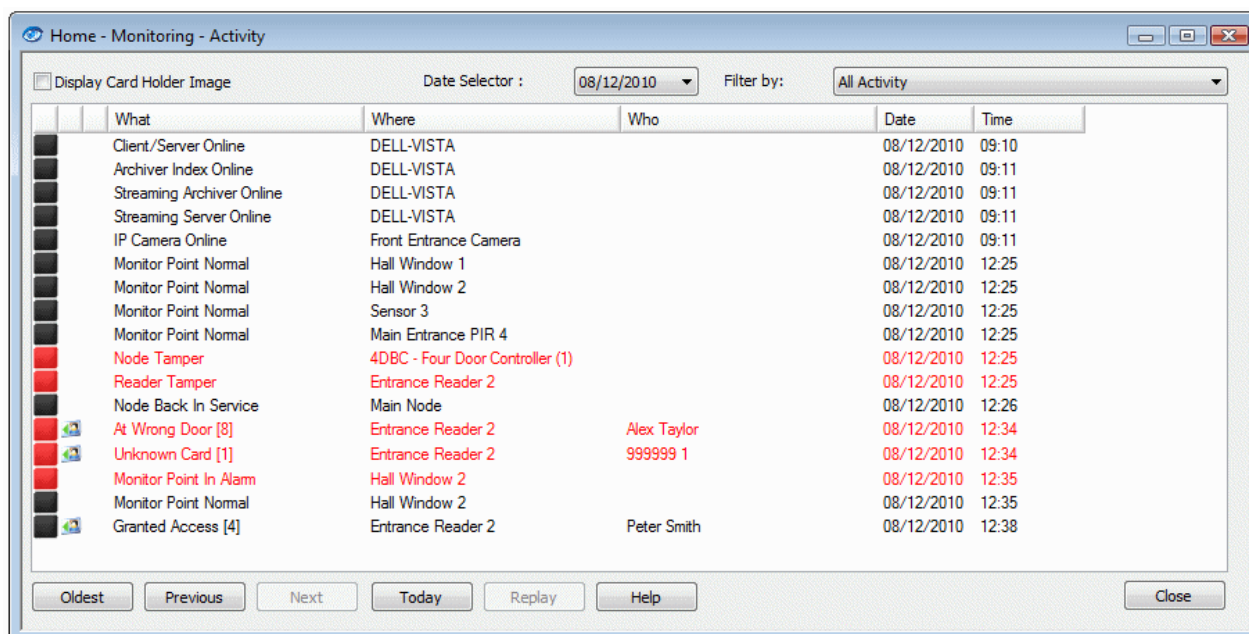 Home - Monitoring - Activity
Display Card Holder Image Date Selector : 08/12/2010 Filter by: All Activity
What Where Who Date Time
Client/Server Online DELL-VISTA 08/12/2010 09:10
Archiver Index Online DELL-VISTA 08/12/2010 09:11
Streaming Archiver Online DELL-VISTA 08/12/2010 09:11
Streaming Server Online DELL-VISTA 08/12/2010 09:11
IP Camera Online Front Entrance Camera 08/12/2010 09:11
Monitor Point Normal Hall Window 1 08/12/2010 12:25
Monitor Point Normal Hall Window 2 08/12/2010 12:25
Monitor Point Normal Sensor 3 08/12/2010 12:25
Monitor Point Normal Main Entrance PIR 4 08/12/2010 12:25
Node Tamper 4DBC - Four Door Controller (1) 08/12/2010 12:25
Reader Tamper Entrance Reader 2 08/12/2010 12:25
Node Back In Service Main Node 08/12/2010 12:26
At Wrong Door [8] Entrance Reader 2 Alex Taylor 08/12/2010 12:34
Unknown Card [1] Entrance Reader 2 999999 1 08/12/2010 12:34
Monitor Point In Alarm Hall Window 2 08/12/2010 12:35
Monitor Point Normal Hall Window 2 08/12/2010 12:35
Granted Access [4] Entrance Reader 2 Peter Smith 08/12/2010 12:38
Oldest Previous Next Today Replay Help Close